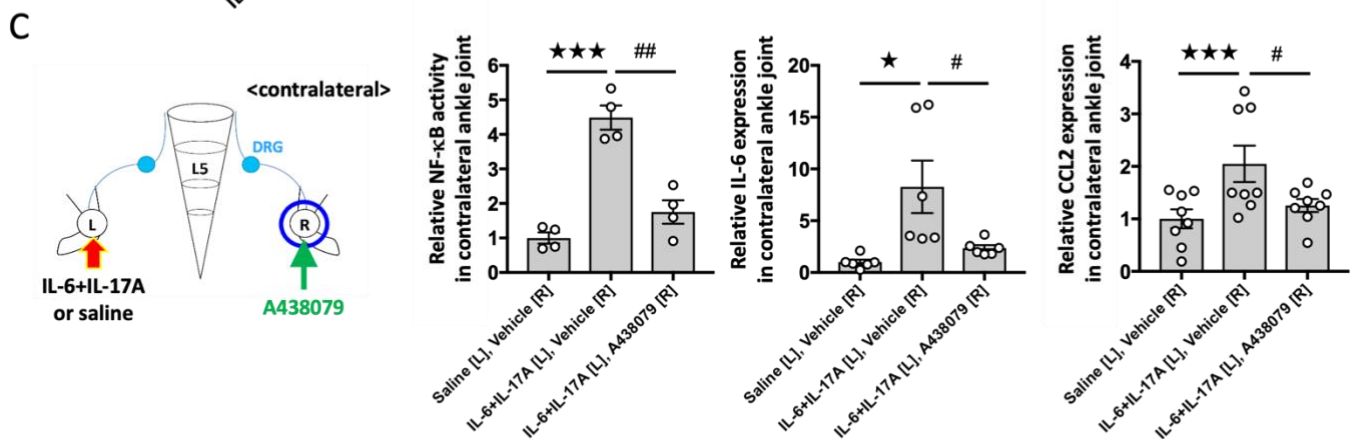 C
<contralateral>
DRG
L5
L
R
IL-6+IL-17A
or saline
A438079
Relative NF-κB activity
in contralateral ankle joint
6
5
4
3
2
1
0
★★★
##
Saline [L], Vehicle [R]
IL-6+IL-17A [L], Vehicle [R]
IL-6+IL-17A [L], A438079 [R]
Relative IL-6 expression
in contralateral ankle joint
20
15
10
5
0
★
#
Saline [L], Vehicle [R]
IL-6+IL-17A [L], Vehicle [R]
IL-6+IL-17A [L], A438079 [R]
Relative CCL2 expression
in contralateral ankle joint
4
3
2
1
0
★★★
#
Saline [L], Vehicle [R]
IL-6+IL-17A [L], Vehicle [R]
IL-6+IL-17A [L], A438079 [R]